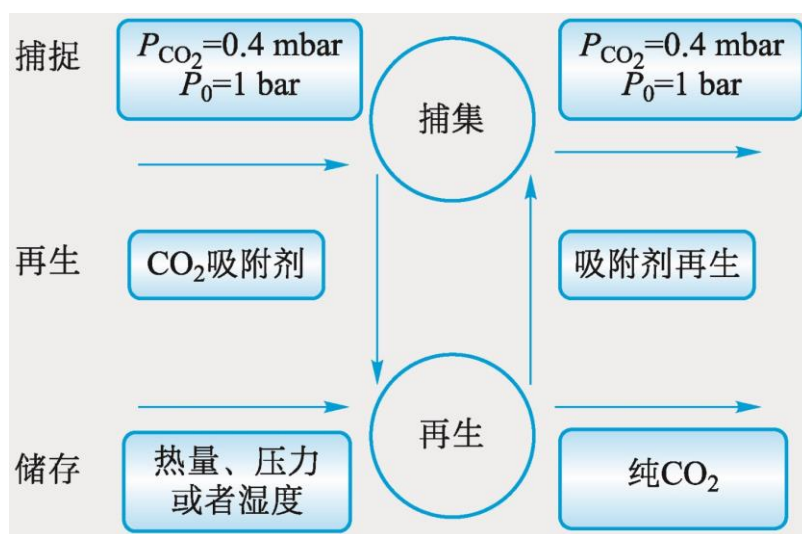 捕捉
P_CO₂=0.4 mbar
P₀=1 bar
捕集
P_CO₂=0.4 mbar
P₀=1 bar
再生
CO₂吸附剂
吸附剂再生
储存
热量、压力
或者湿度
再生
纯CO₂